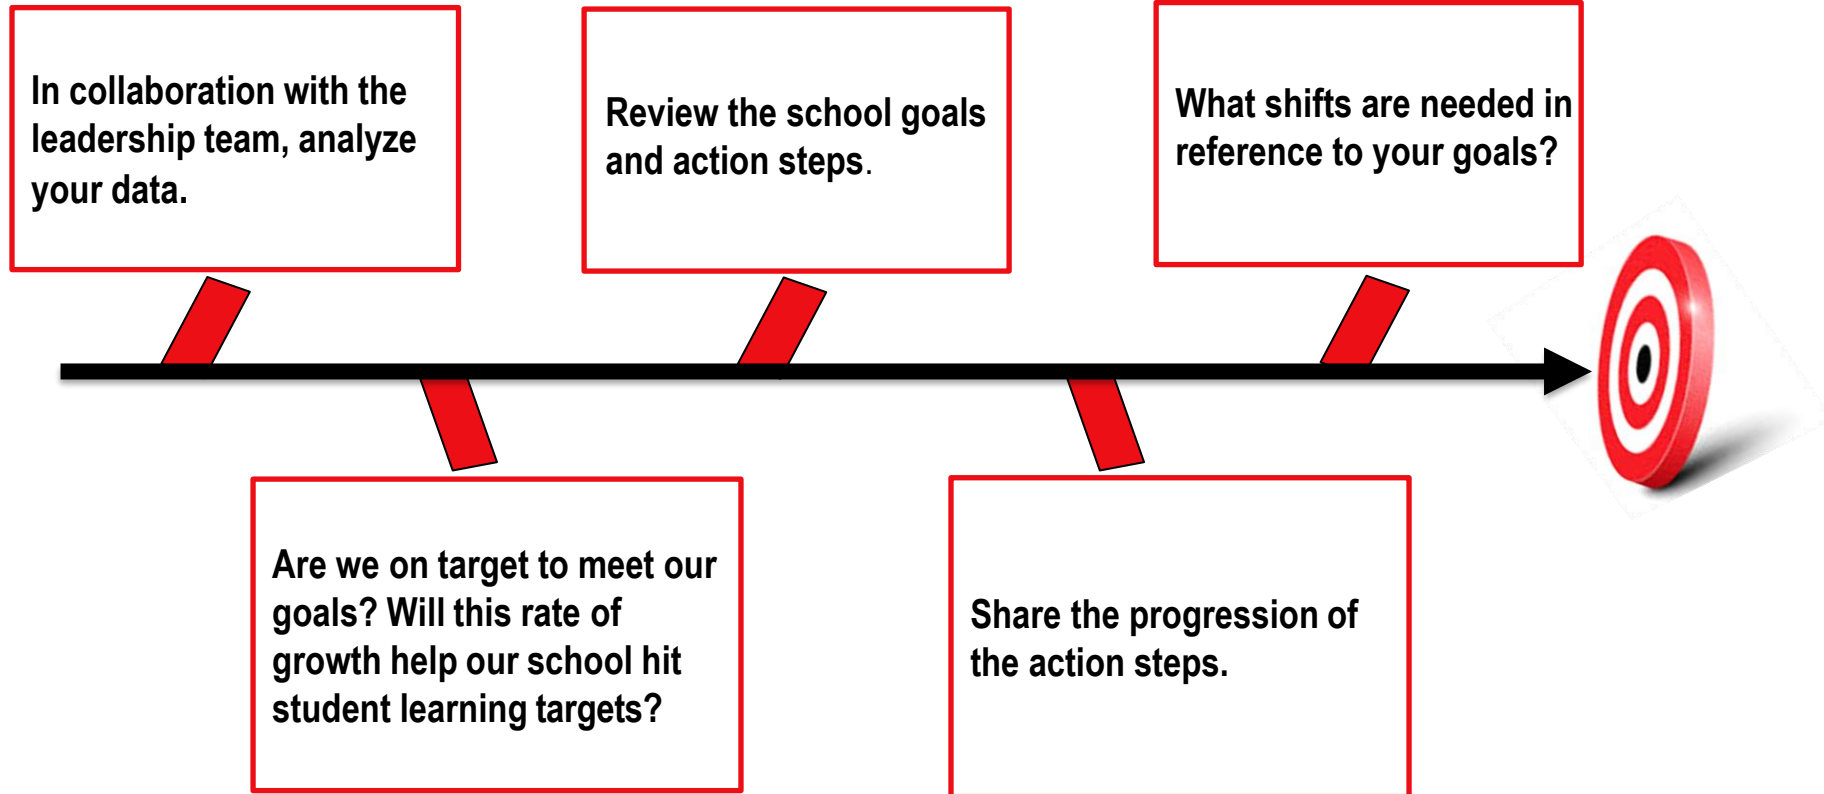 In collaboration with the
leadership team, analyze
your data.
Are we on target to meet our
goals? Will this rate of
growth help our school hit
student learning targets?
Review the school goals
and action steps.
Share the progression of
the action steps.
What shifts are needed in
reference to your goals?